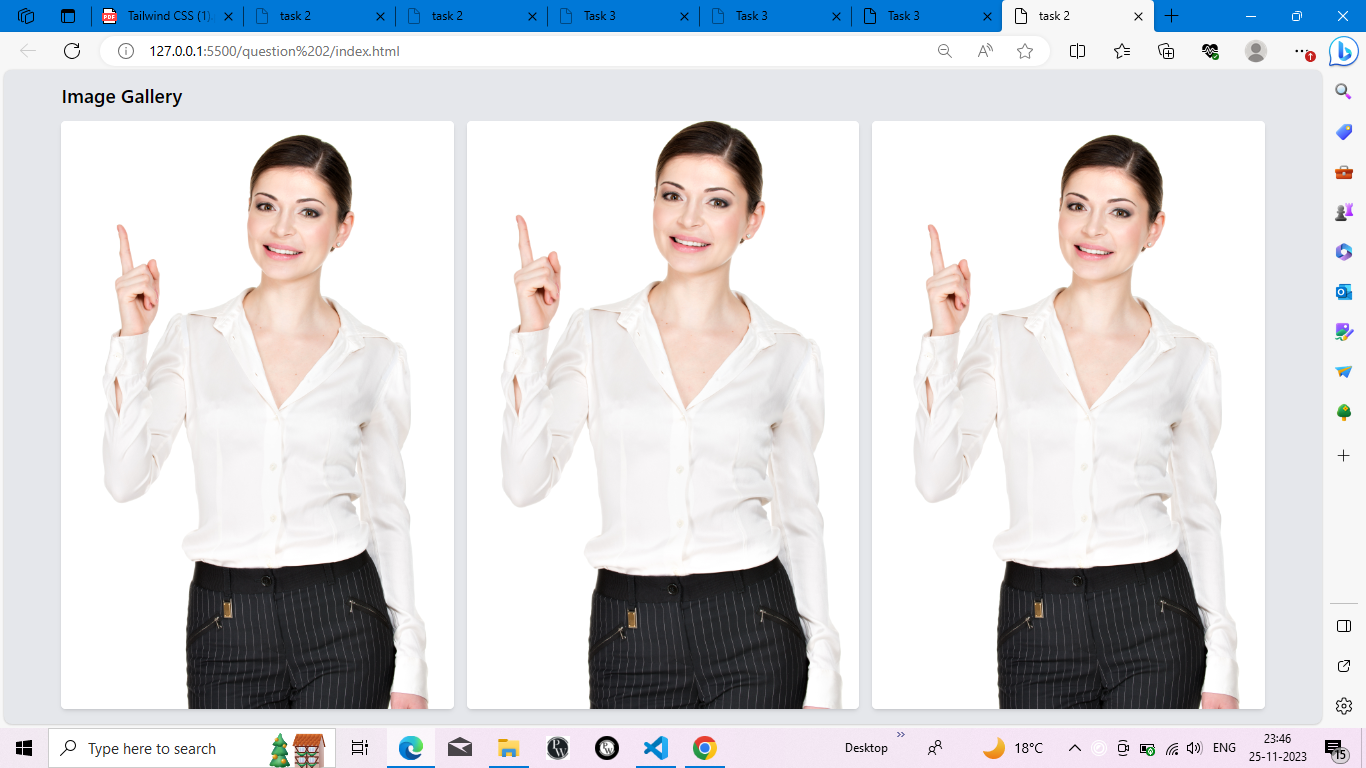 Tailwind CSS (1).
task 2
task 2
Task 3
Task 3
Task 3
task 2
127.0.0.1:5500/question%202/index.html
Image Gallery
Type here to search
Desktop
18°C
ENG
23:46
25-11-2023
15